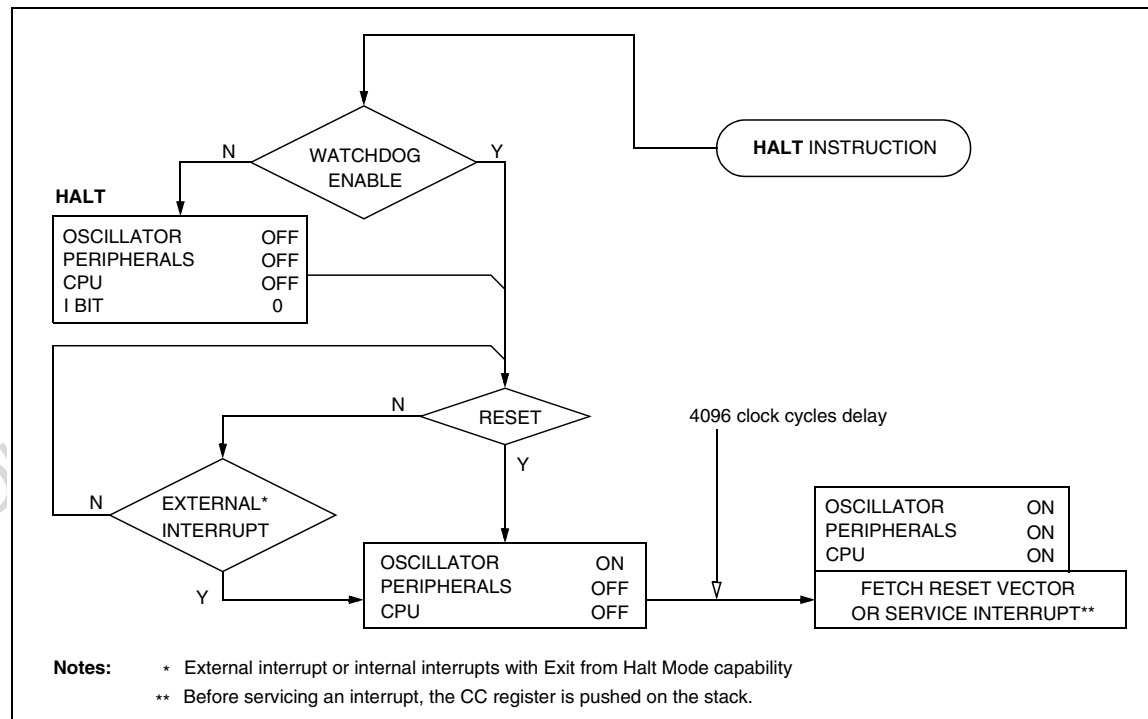 HALT INSTRUCTION
N
WATCHDOG
ENABLE
Y
HALT
OSCILLATOR OFF
PERIPHERALS OFF
CPU OFF
I BIT 0
N
RESET
Y
4096 clock cycles delay
N
EXTERNAL*
INTERRUPT
Y
OSCILLATOR ON
PERIPHERALS OFF
CPU OFF
OSCILLATOR ON
PERIPHERALS ON
CPU ON
FETCH RESET VECTOR
OR SERVICE INTERRUPT**
Notes: * External interrupt or internal interrupts with Exit from Halt Mode capability
** Before servicing an interrupt, the CC register is pushed on the stack.